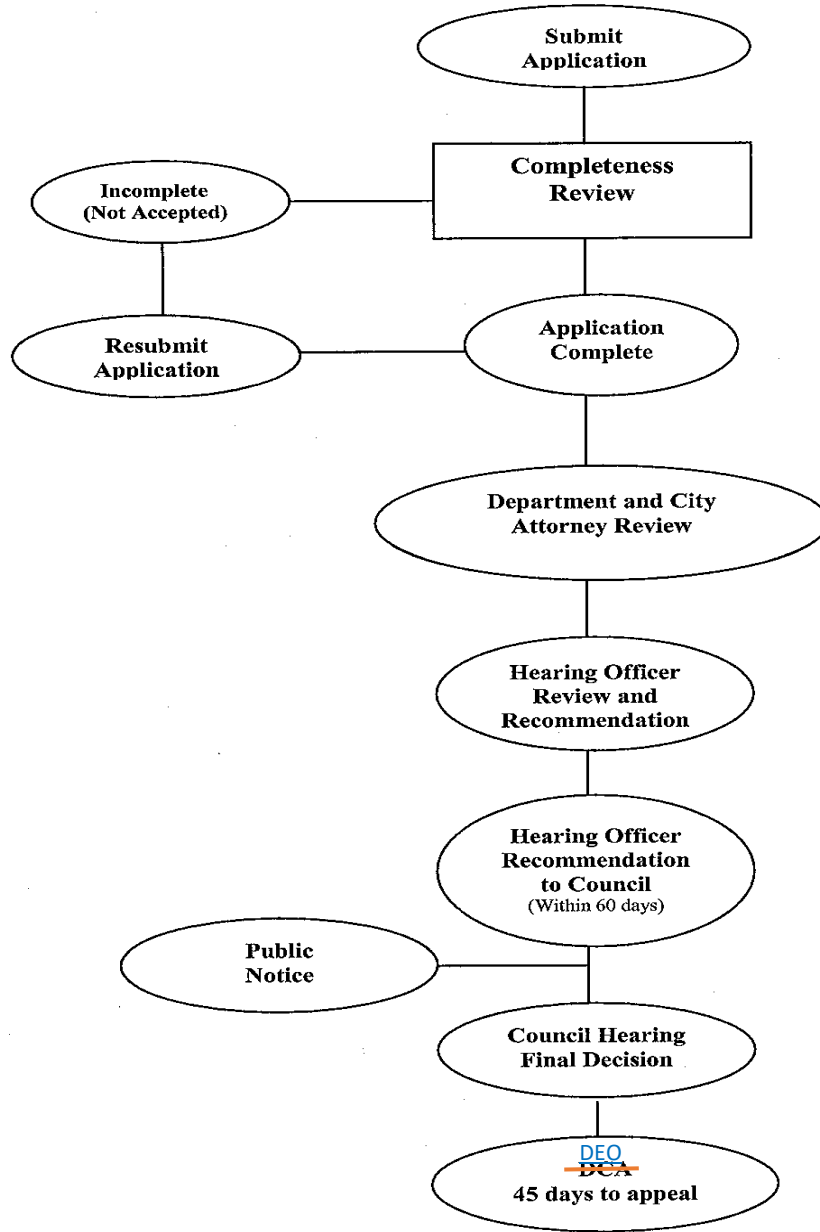 Submit
Application
Completeness
Review
Incomplete
(Not Accepted)
Resubmit
Application
Application
Complete
Department and City
Attorney Review
Hearing Officer
Review and
Recommendation
Hearing Officer
Recommendation
to Council
(Within 60 days)
Public
Notice
Council Hearing
Final Decision
DEO
DCA
45 days to appeal